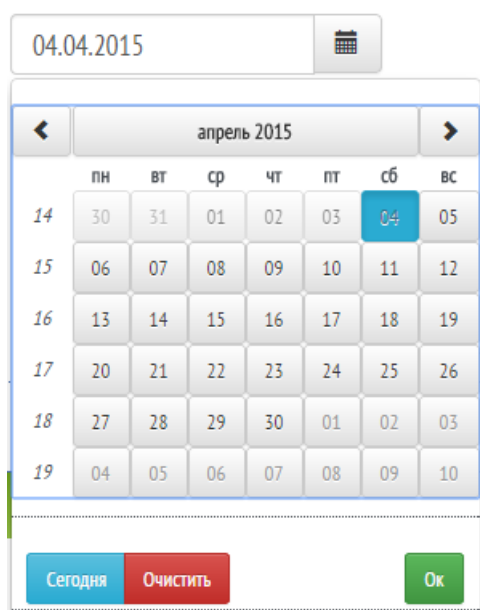 04.04.2015
апрель 2015
пн вт ср чт пт сб вс
14 30 31 01 02 03 04 05
15 06 07 08 09 10 11 12
16 13 14 15 16 17 18 19
17 20 21 22 23 24 25 26
18 27 28 29 30 01 02 03
19 04 05 06 07 08 09 10
Сегодня Очистить Ок